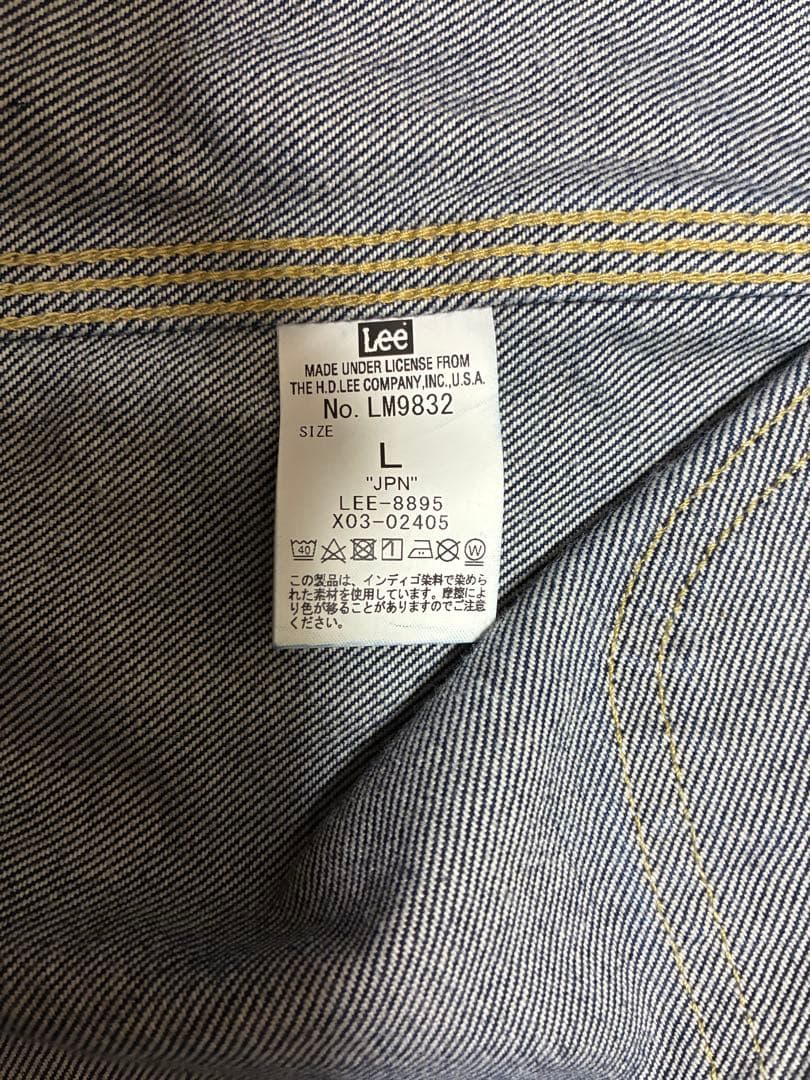 Lee
MADE UNDER LICENSE FROM
THE H.D.LEE COMPANY,INC.,U.S.A.
No. LM9832
SIZE
L
"JPN"
LEE-8895
X03-02405
40 W
この製品は、インディゴ染料で染めら
れた素材を使用しています。摩擦によ
り色が移ることがありますのでご注意
ください。